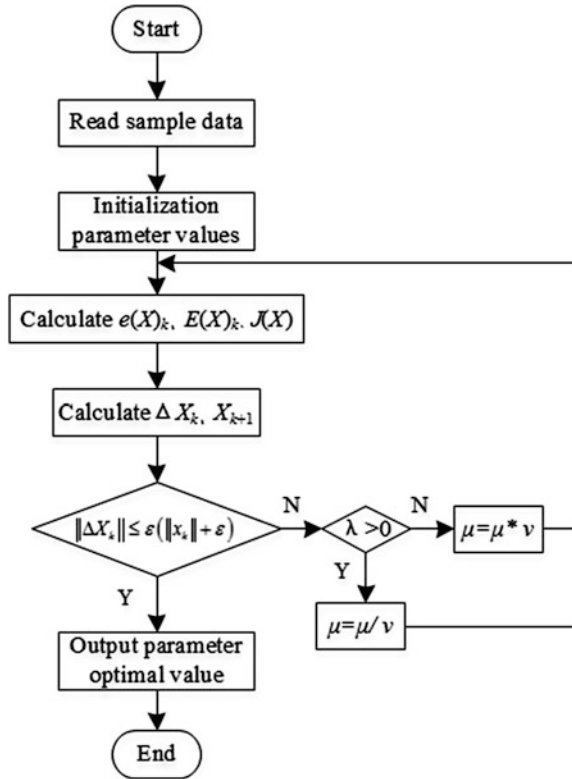 Start
Read sample data
Initialization
parameter values
Calculate e(X)ₖ, E(X)ₖ. J(X)
Calculate Δ Xₖ, Xₖ₊₁
‖ΔXₖ‖ ≤ ε(‖xₖ‖ + ε)
N
λ >0
N
μ=μ* v
Y
Y
μ=μ/ v
Output parameter
optimal value
End